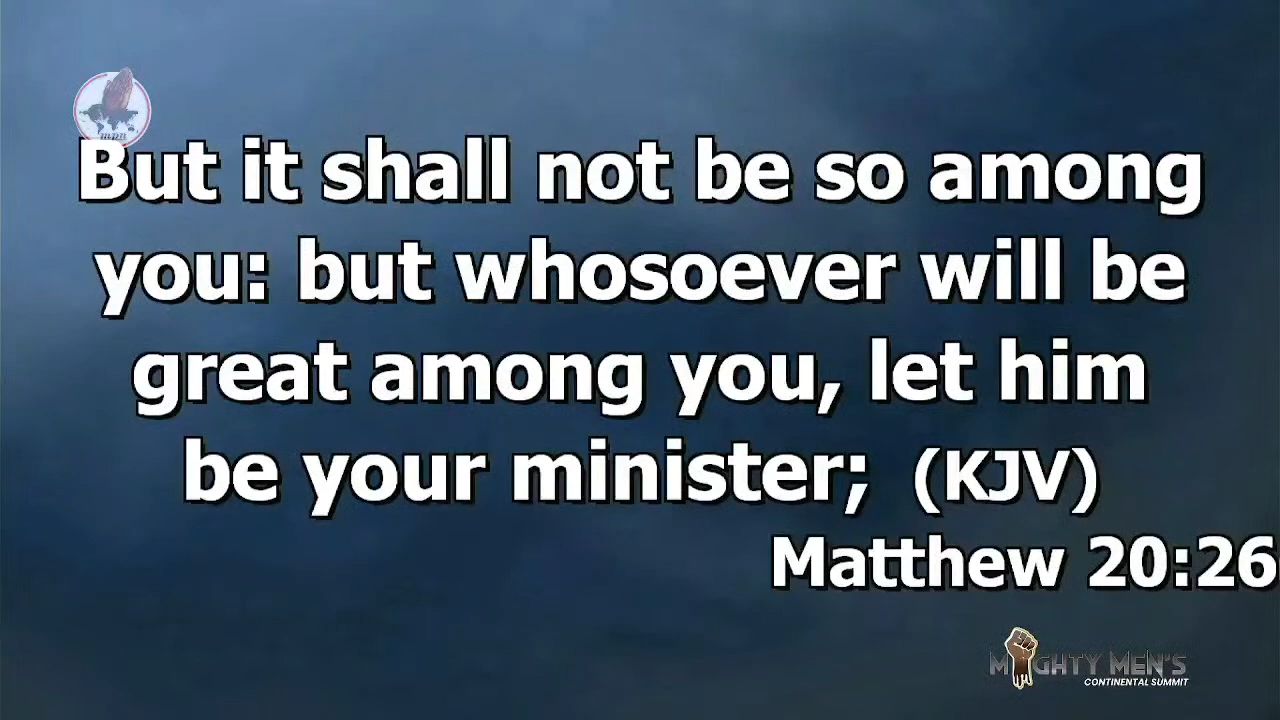 mpn
But it shall not be so among
you: but whosoever will be
great among you, let him
be your minister; (KJV)
Matthew 20:26
MIGHTY MEN'S
CONTINENTAL SUMMIT